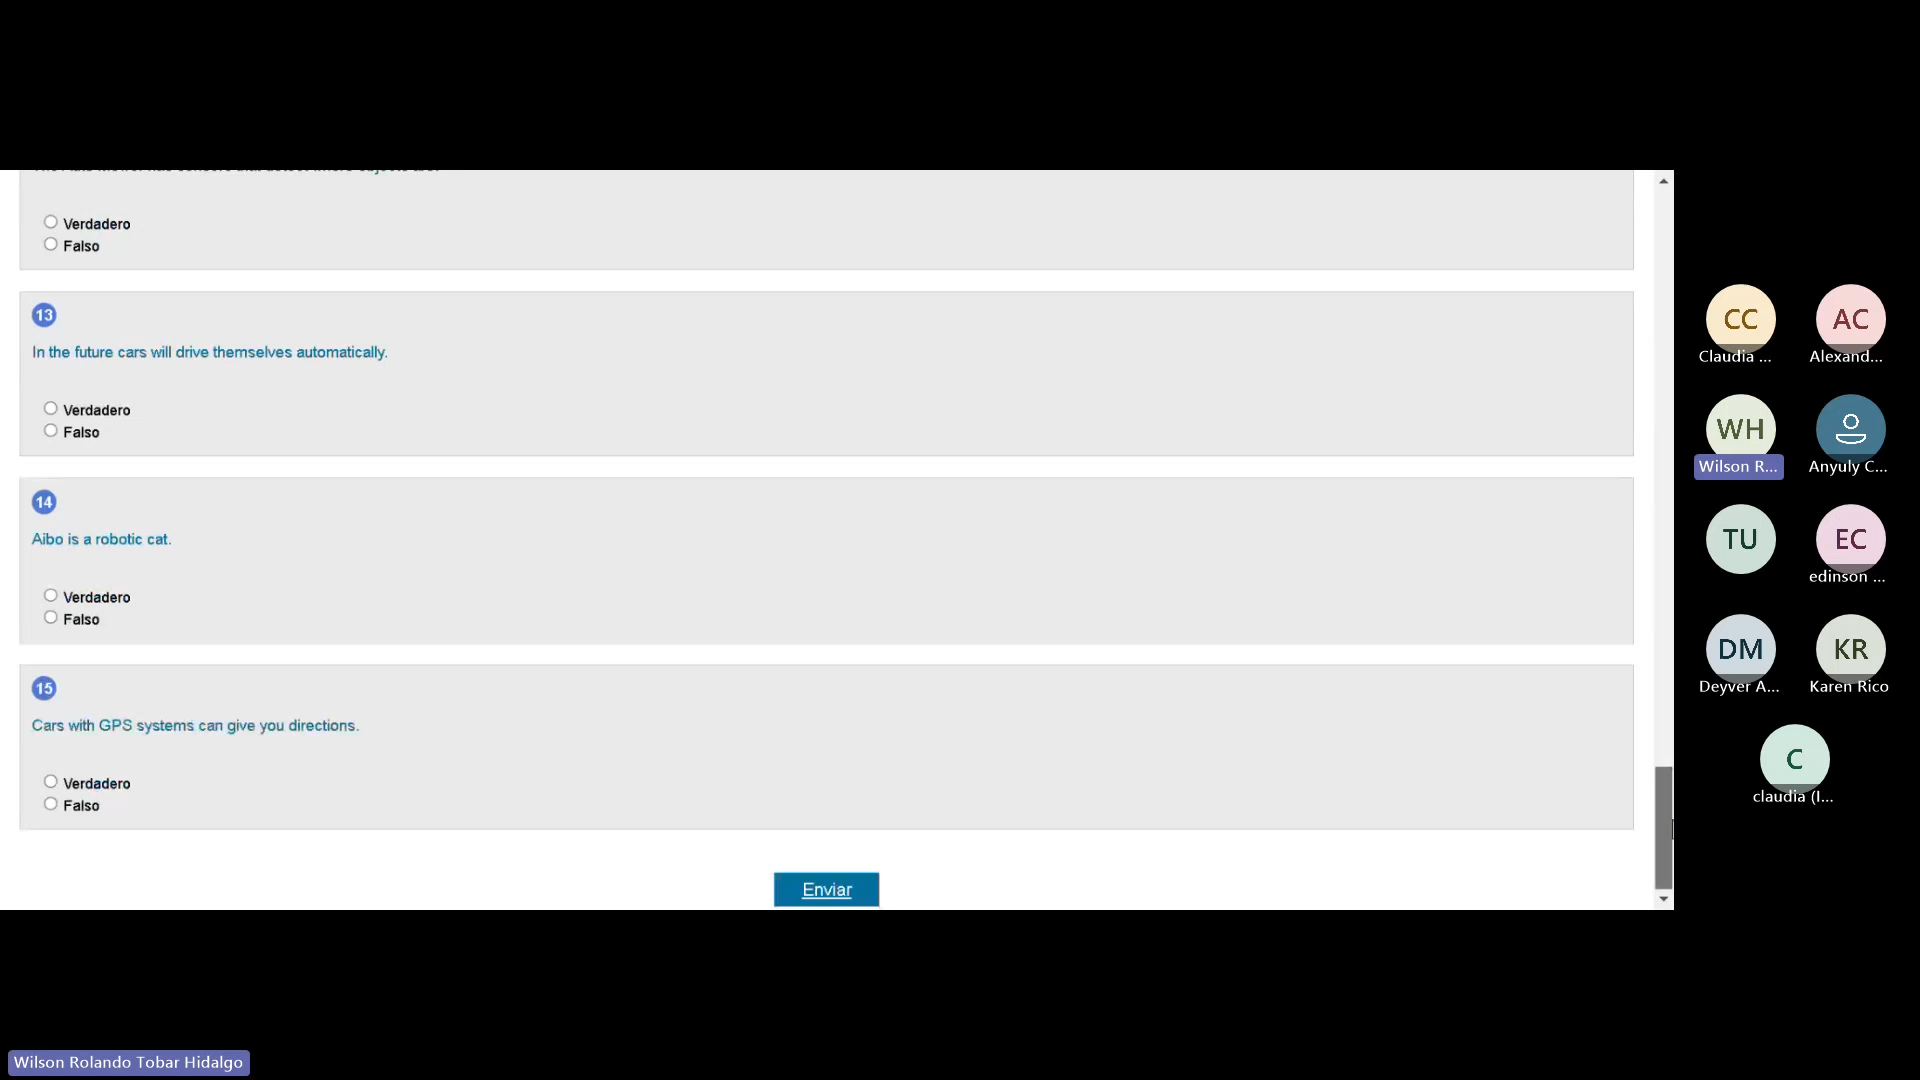 Verdadero
Falso
13
In the future cars will drive themselves automatically.
Verdadero
Falso
14
Aibo is a robotic cat.
Verdadero
Falso
15
Cars with GPS systems can give you directions.
Verdadero
Falso
Enviar
CC
AC
Claudia ...
Alexand...
WH
Wilson R...
Anyuly C...
TU
EC
edinson ...
DM
KR
Deyver A...
Karen Rico
C
claudia (I...
Wilson Rolando Tobar Hidalgo